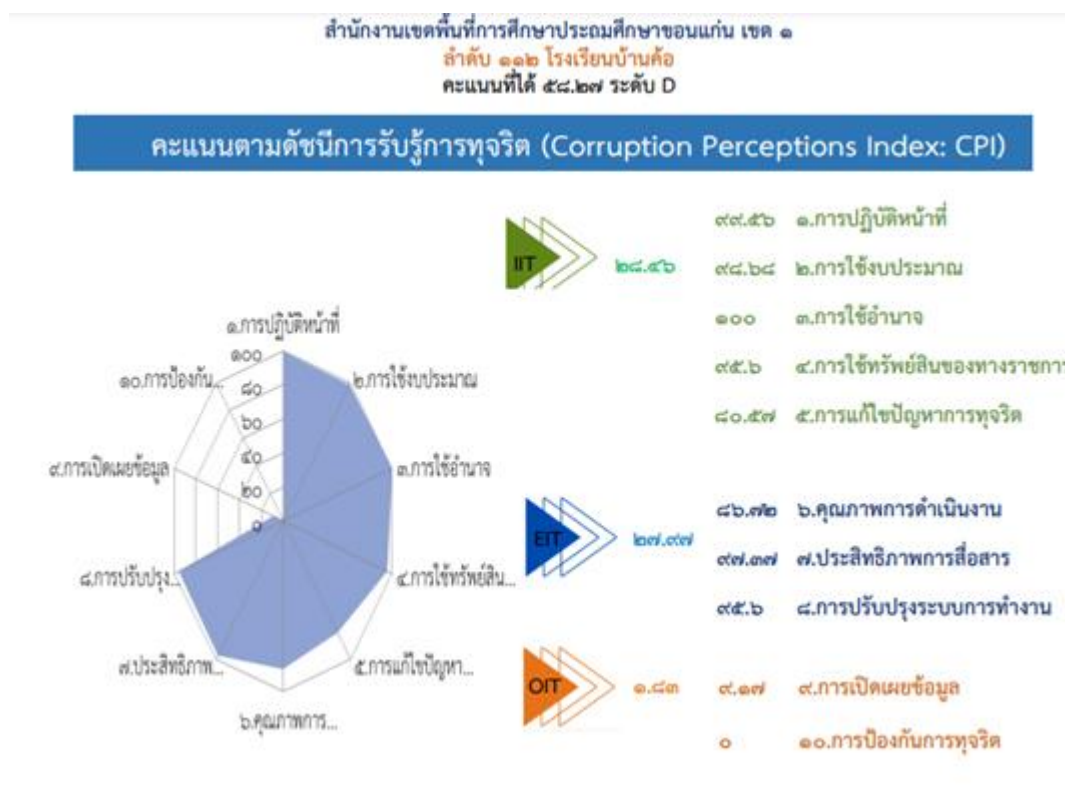 สำนักงานเขตพื้นที่การศึกษาประถมศึกษาขอนแก่น เขต ๑
ลำดับ ๑๑๒ โรงเรียนบ้านค้อ
คะแนนที่ได้ ๕๘.๒๗ ระดับ D
คะแนนตามดัชนีการรับรู้การทุจริต (Corruption Perceptions Index: CPI)
๑.การปฏิบัติหน้าที่
๒.การใช้งบประมาณ
๓.การใช้อำนาจ
๔.การใช้ทรัพย์สิน...
๕.การแก้ไขปัญหา...
๖.คุณภาพการ...
๗.ประสิทธิภาพ...
๘.การปรับปรุง...
๙.การเปิดเผยข้อมูล
๑๐.การป้องกัน...
๑๐๐
๘๐
๖๐
๔๐
๒๐
๐
IIT ๒๘.๔๖
๙๙.๕๖ ๑.การปฏิบัติหน้าที่
๙๘.๖๘ ๒.การใช้งบประมาณ
๑๐๐ ๓.การใช้อำนาจ
๙๕.๖ ๔.การใช้ทรัพย์สินของทางราชการ
๘๐.๕๗ ๕.การแก้ไขปัญหาการทุจริต
EIT ๒๗.๙๗
๘๖.๗๒ ๖.คุณภาพการดำเนินงาน
๙๗.๓๗ ๗.ประสิทธิภาพการสื่อสาร
๙๕.๖ ๘.การปรับปรุงระบบการทำงาน
OIT ๑.๘๓
๙.๑๗ ๙.การเปิดเผยข้อมูล
๐ ๑๐.การป้องกันการทุจริต